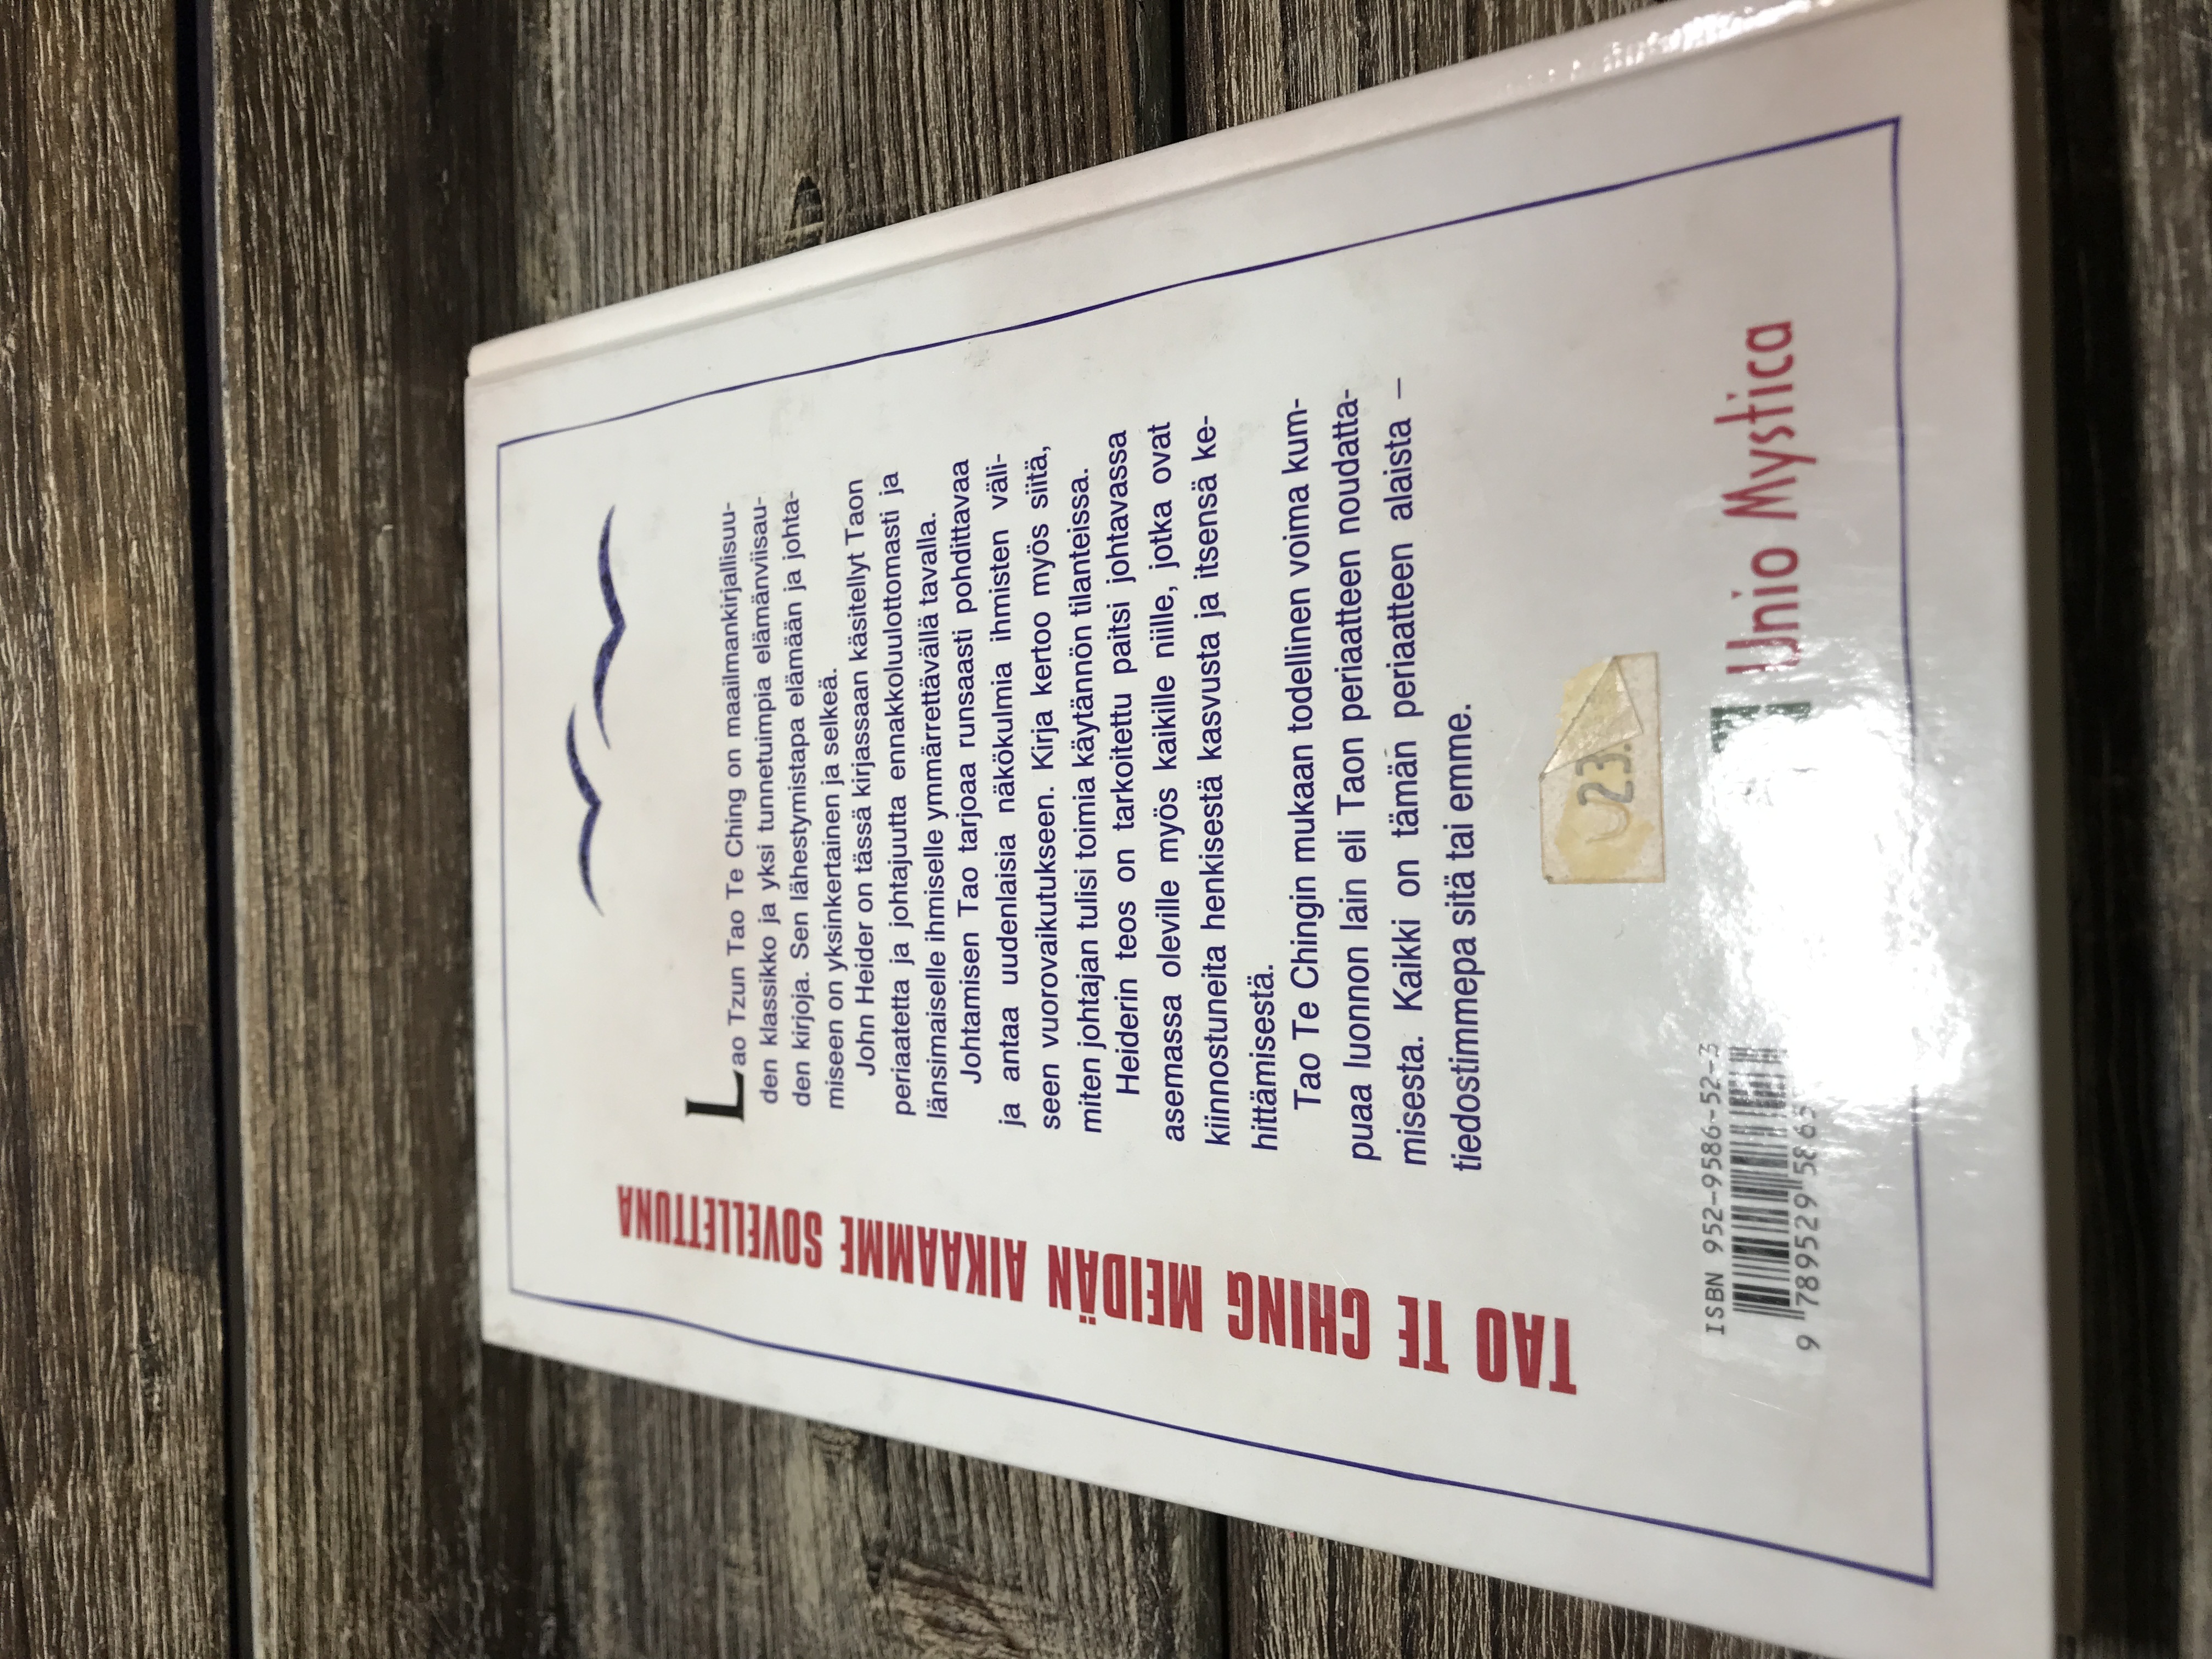 TAO TE CHING MEIDÄN AIKAAMME SOVELLETTUNA
Lao Tzun Tao Te Ching on maailmankirjallisuu-
den klassikko ja yksi tunnetuimpia elämänviisau-
den kirjoja. Sen lähestymistapa elämään ja johta-
miseen on yksinkertainen ja selkeä.
John Heider on tässä kirjassaan käsitellyt Taon
periaatetta ja johtajuutta ennakkoluulottomasti ja
länsimaiselle ihmiselle ymmärrettävällä tavalla.
Johtamisen Tao tarjoaa runsaasti pohdittavaa
ja antaa uudenlaisia näkökulmia ihmisten väli-
seen vuorovaikutukseen. Kirja kertoo myös siitä,
miten johtajan tulisi toimia käytännön tilanteissa.
Heiderin teos on tarkoitettu paitsi johtavassa
asemassa oleville myös kaikille niille, jotka ovat
kiinnostuneita henkisestä kasvusta ja itsensä ke-
hittämisestä.
Tao Te Chingin mukaan todellinen voima kum-
puaa luonnon lain eli Taon periaatteen noudatta-
misesta. Kaikki on tämän periaatteen alaista –
tiedostimmepa sitä tai emme.
23.
ISBN 952-9586-52-3
9 789529 5865
Unio Mystica